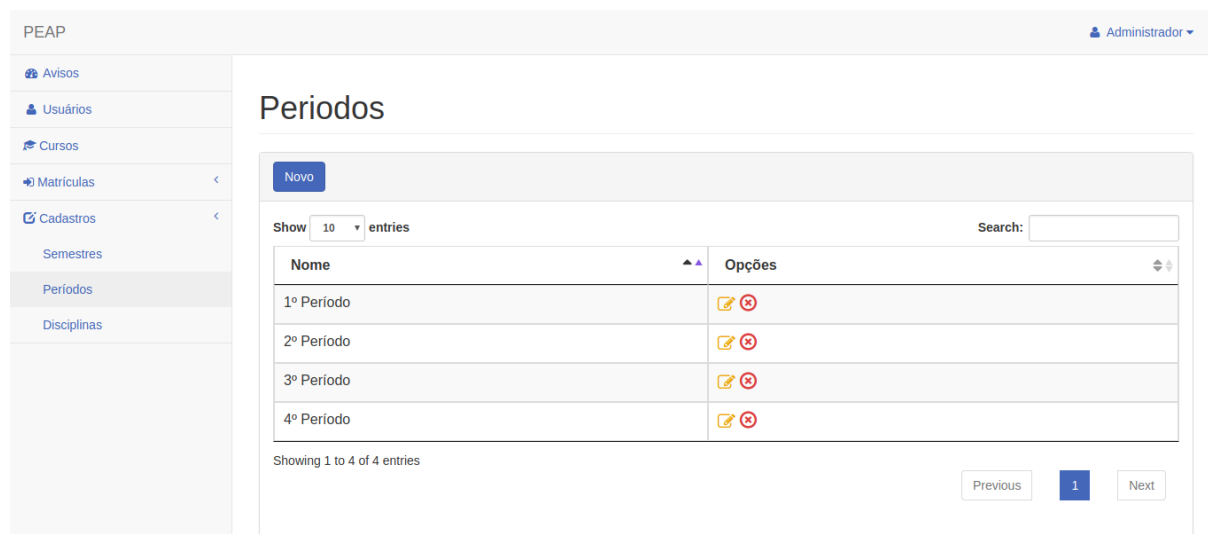 PEAP
Administrador
Avisos
Usuários
Cursos
Matrículas
Cadastros
Semestres
Períodos
Disciplinas
Periodos
Novo
Show 10 entries
Search:
Nome Opções
1º Período
2º Período
3º Período
4º Período
Showing 1 to 4 of 4 entries
Previous 1 Next